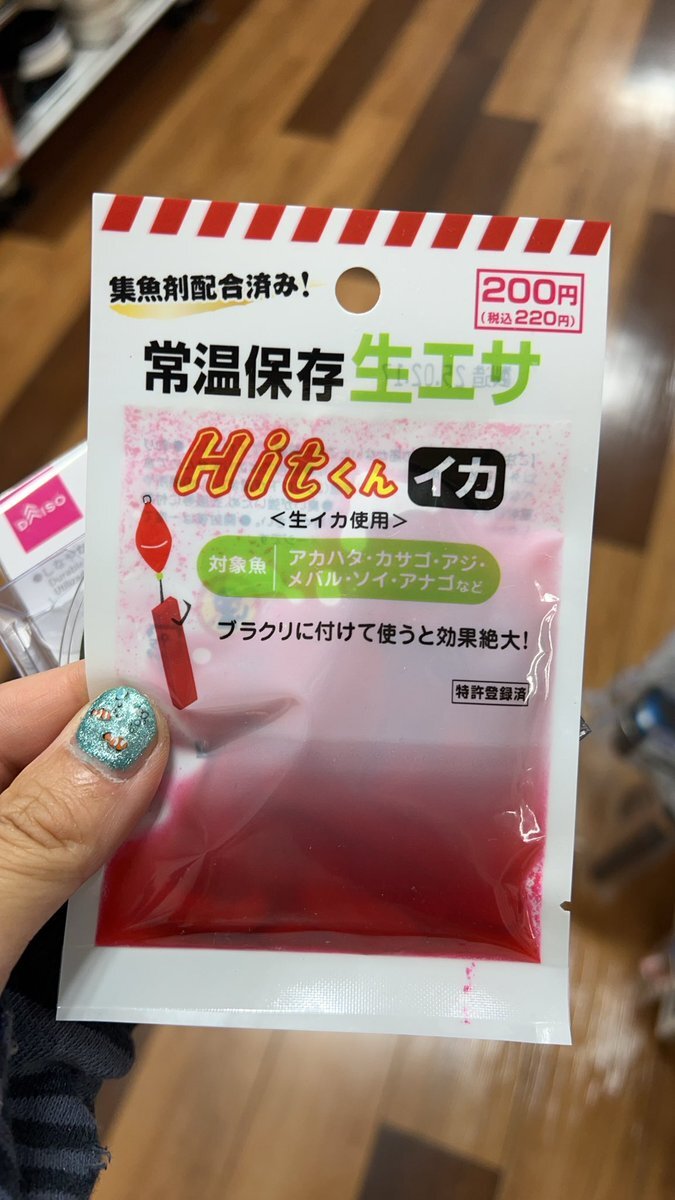 集魚剤配合済み!
200円
(税込220円)
常温保存生エサ
Hitくん イカ
<生イカ使用>
対象魚
アカハタ・カサゴ・アジ・
メバル・ソイ・アナゴなど
ブラクリに付けて使うと効果絶大!
特許登録済
DAISO